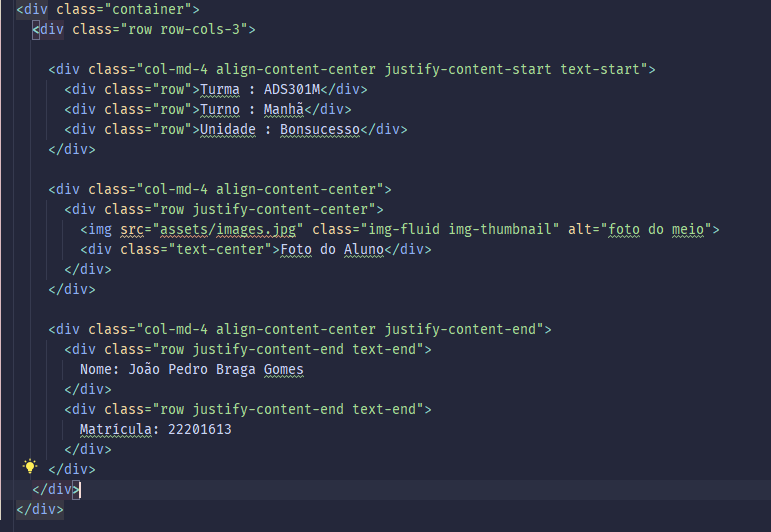 <div class="container">
<div class="row row-cols-3">
<div class="col-md-4 align-content-center justify-content-start text-start">
<div class="row">Turma : ADS301M</div>
<div class="row">Turno : Manhã</div>
<div class="row">Unidade : Bonsucesso</div>
</div>
<div class="col-md-4 align-content-center">
<div class="row justify-content-center">
<img src="assets/images.jpg" class="img-fluid img-thumbnail" alt="foto do meio">
<div class="text-center">Foto do Aluno</div>
</div>
</div>
<div class="col-md-4 align-content-center justify-content-end">
<div class="row justify-content-end text-end">
Nome: João Pedro Braga Gomes
</div>
<div class="row justify-content-end text-end">
Matrícula: 22201613
</div>
</div>
</div>
</div>